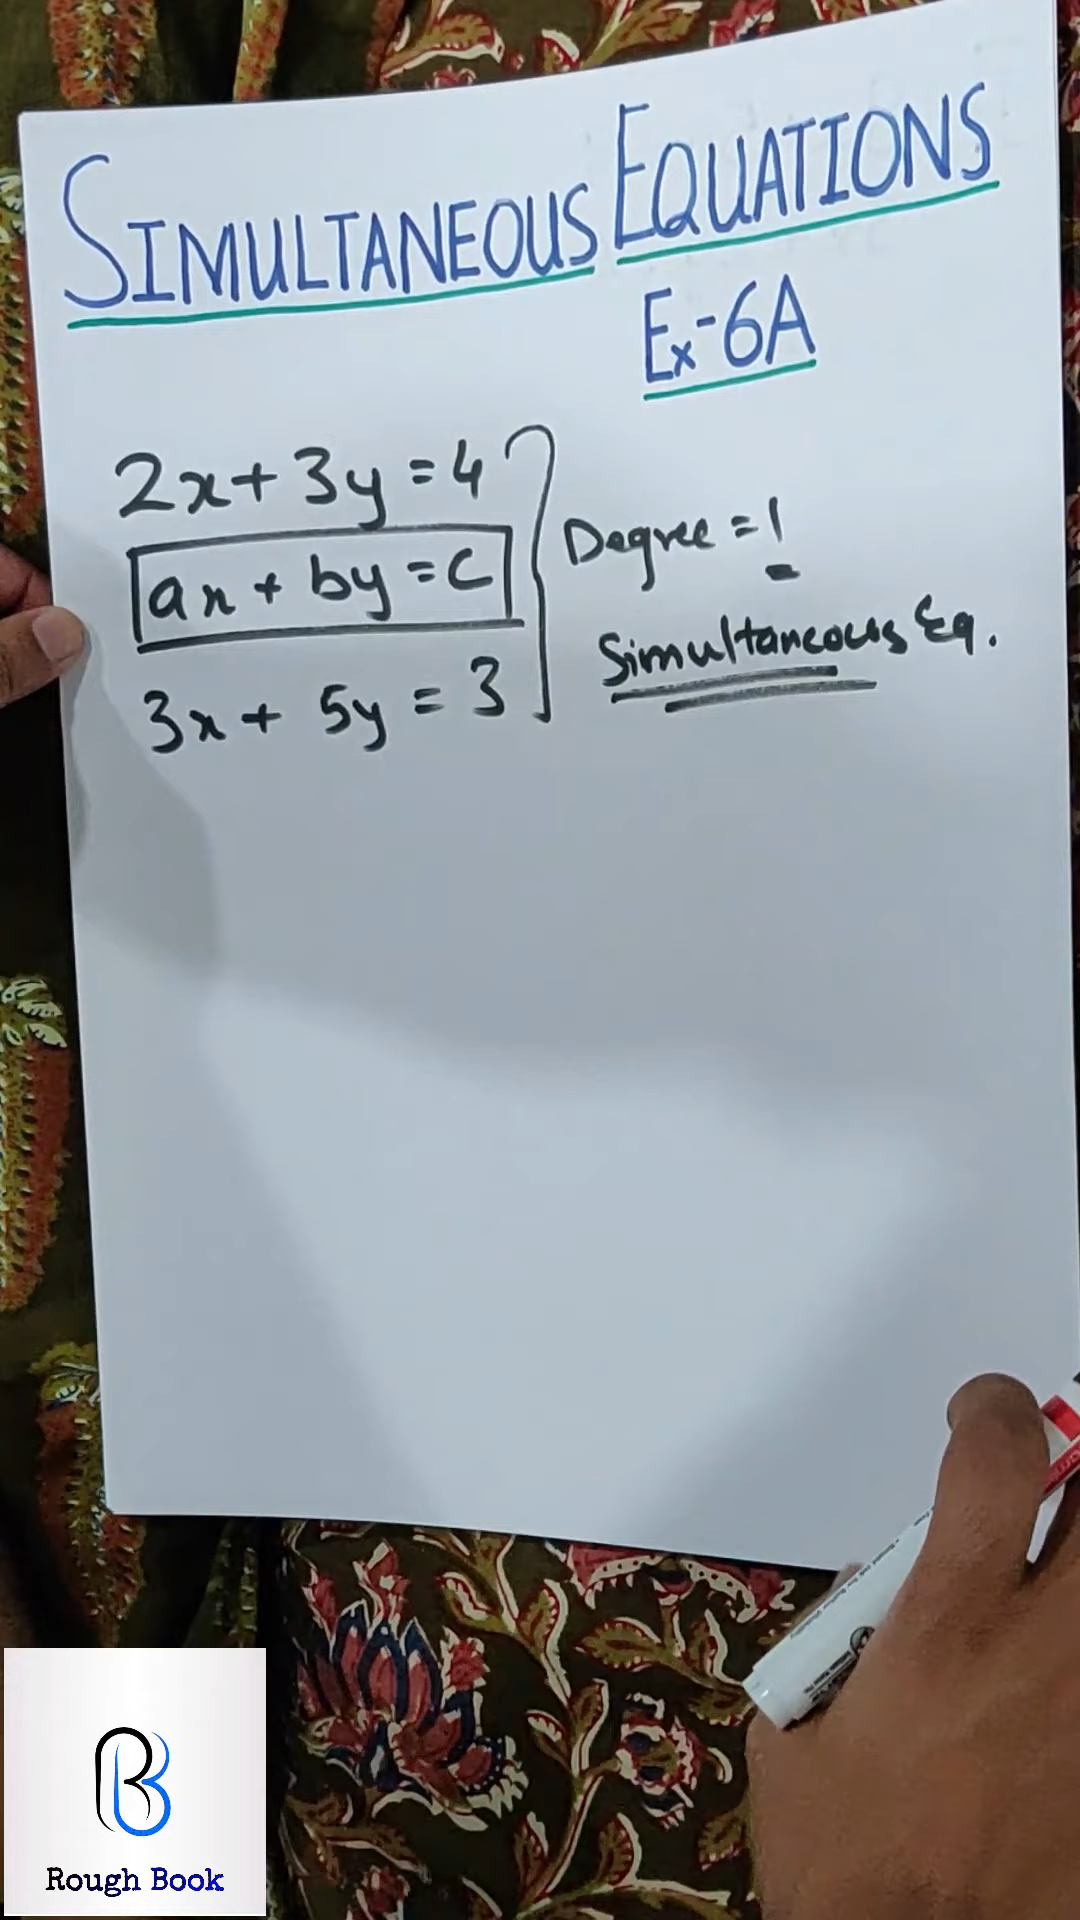 SIMULTANEOUS EQUATIONS
Ex-6A
2x+3y=4
ax+by=c
3x+5y=3
Degree=1
Simultaneous Eq.
Rough Book